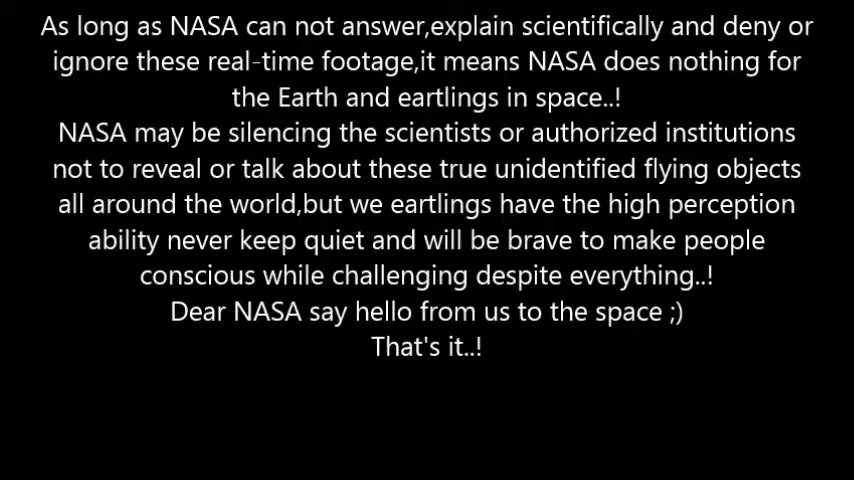 As long as NASA can not answer,explain scientifically and deny or
ignore these real-time footage,it means NASA does nothing for
the Earth and eartlings in space..!
NASA may be silencing the scientists or authorized institutions
not to reveal or talk about these true unidentified flying objects
all around the world,but we eartlings have the high perception
ability never keep quiet and will be brave to make people
conscious while challenging despite everything..!
Dear NASA say hello from us to the space ;)
That's it..!